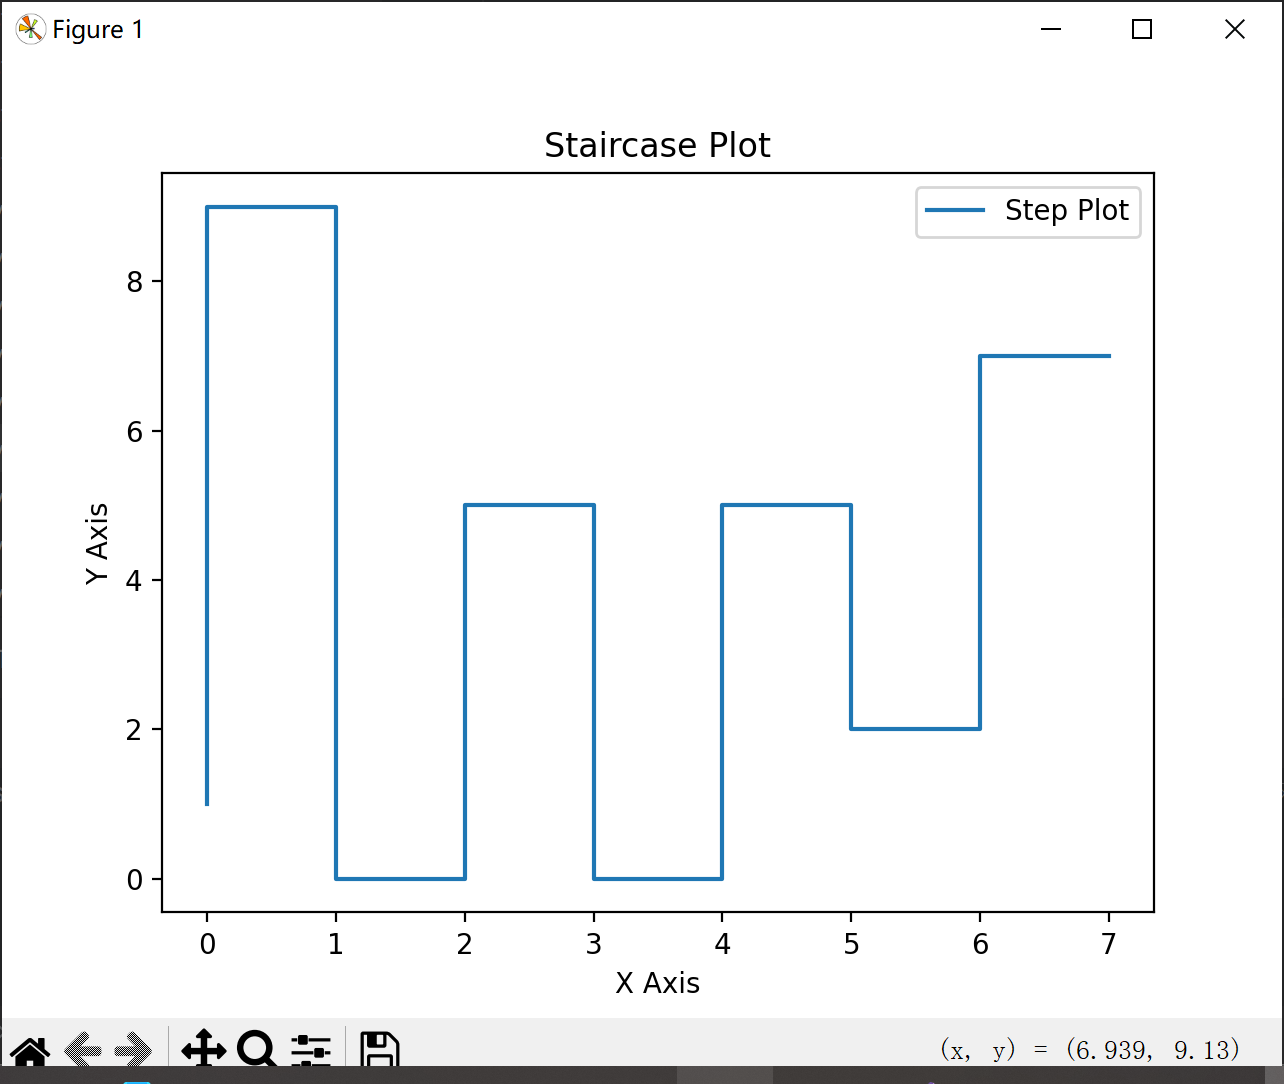 Figure 1
Staircase Plot
Step Plot
8
6
4
2
0
Y Axis
0 1 2 3 4 5 6 7
X Axis
(x, y) = (6.939, 9.13)